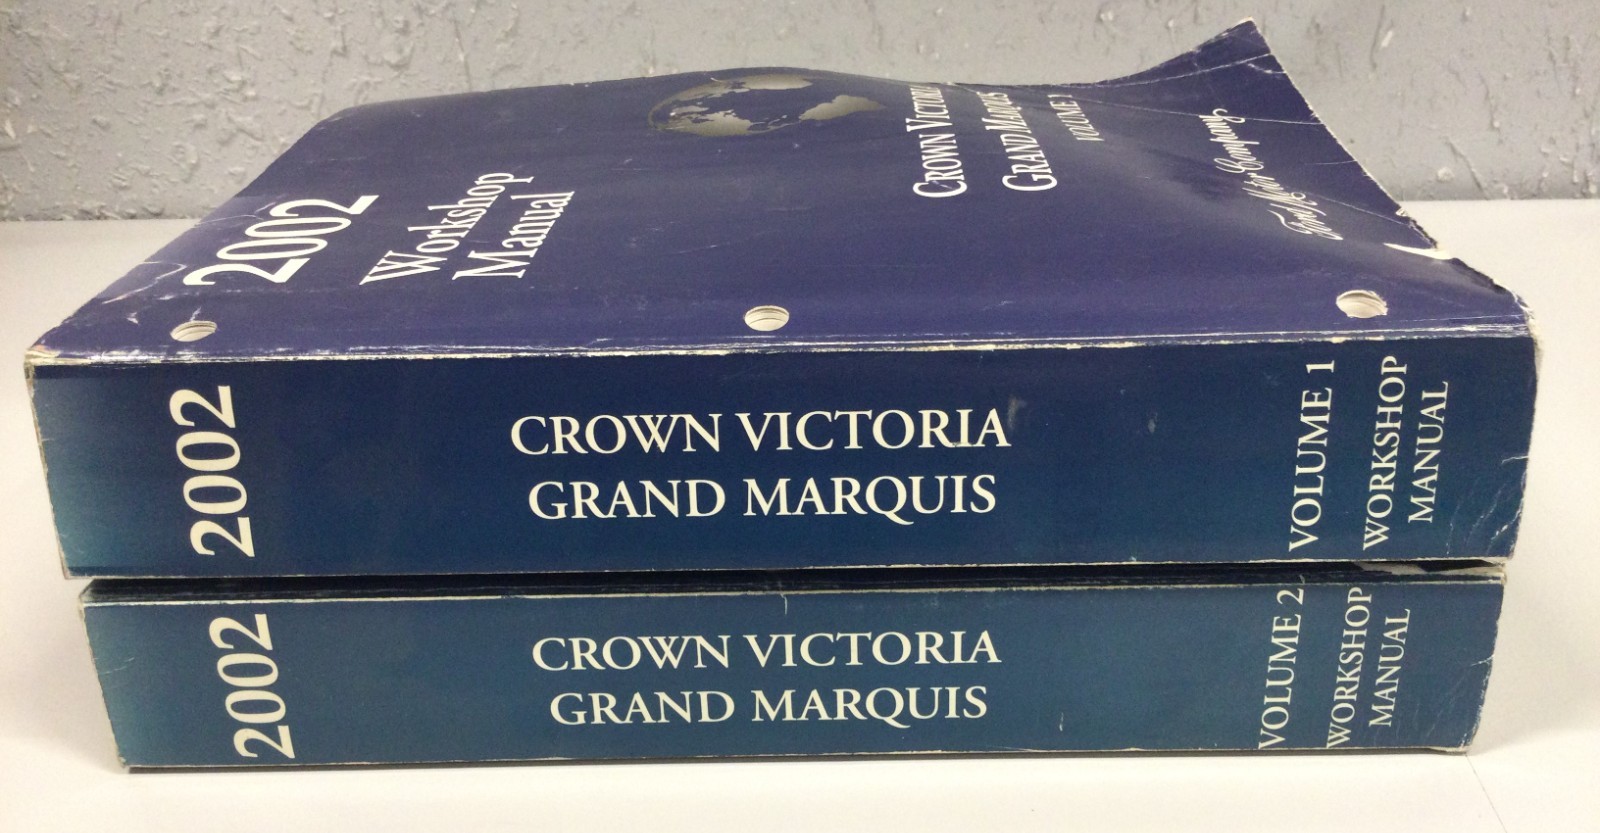 2002
Workshop
Manual
CROWN VICTORIA
GRAND MARQUIS
VOLUME 1
Ford Motor Company
2002
CROWN VICTORIA
GRAND MARQUIS
VOLUME 1
WORKSHOP
MANUAL
2002
CROWN VICTORIA
GRAND MARQUIS
VOLUME 2
WORKSHOP
MANUAL